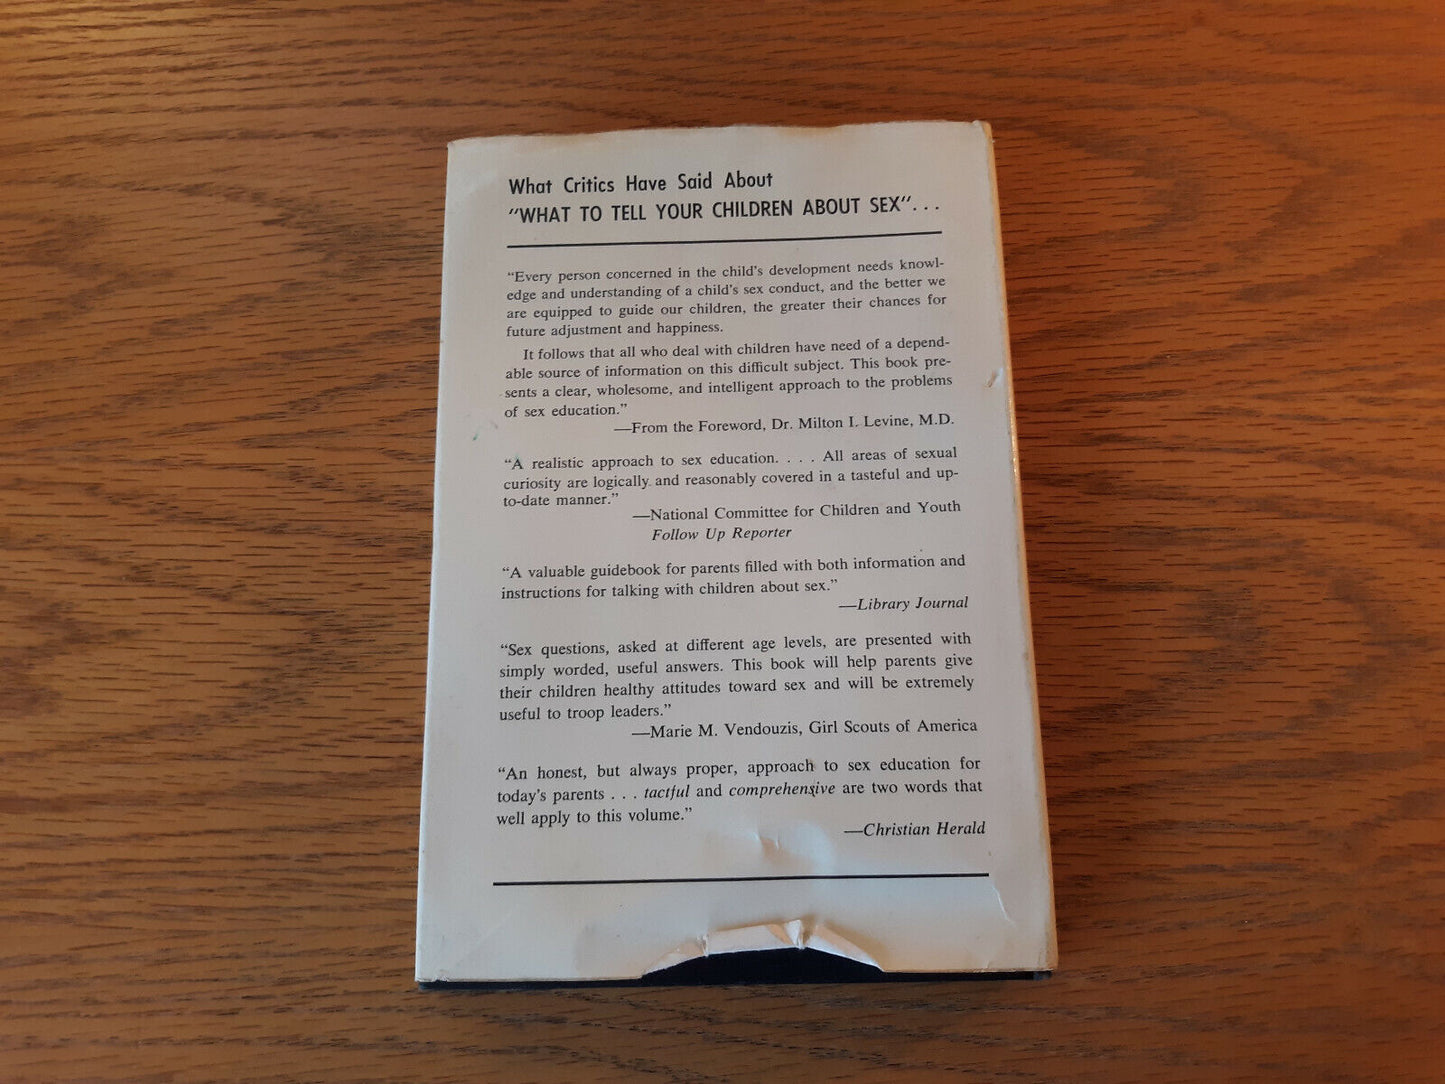 What Critics Have Said About
"WHAT TO TELL YOUR CHILDREN ABOUT SEX"...
“Every person concerned in the child's development needs knowl-
edge and understanding of a child's sex conduct, and the better we
are equipped to guide our children, the greater their chances for
future adjustment and happiness.
It follows that all who deal with children have need of a depend-
able source of information on this difficult subject. This book pre-
sents a clear, wholesome, and intelligent approach to the problems
of sex education.”
—From the Foreword, Dr. Milton I. Levine, M.D.
“A realistic approach to sex education. . . . All areas of sexual
curiosity are logically and reasonably covered in a tasteful and up-
to-date manner.”
—National Committee for Children and Youth
Follow Up Reporter
“A valuable guidebook for parents filled with both information and
instructions for talking with children about sex.”
—Library Journal
“Sex questions, asked at different age levels, are presented with
simply worded, useful answers. This book will help parents give
their children healthy attitudes toward sex and will be extremely
useful to troop leaders.”
—Marie M. Vendouzis, Girl Scouts of America
“An honest, but always proper, approach to sex education for
today's parents . . . tactful and comprehensive are two words that
well apply to this volume.”
—Christian Herald